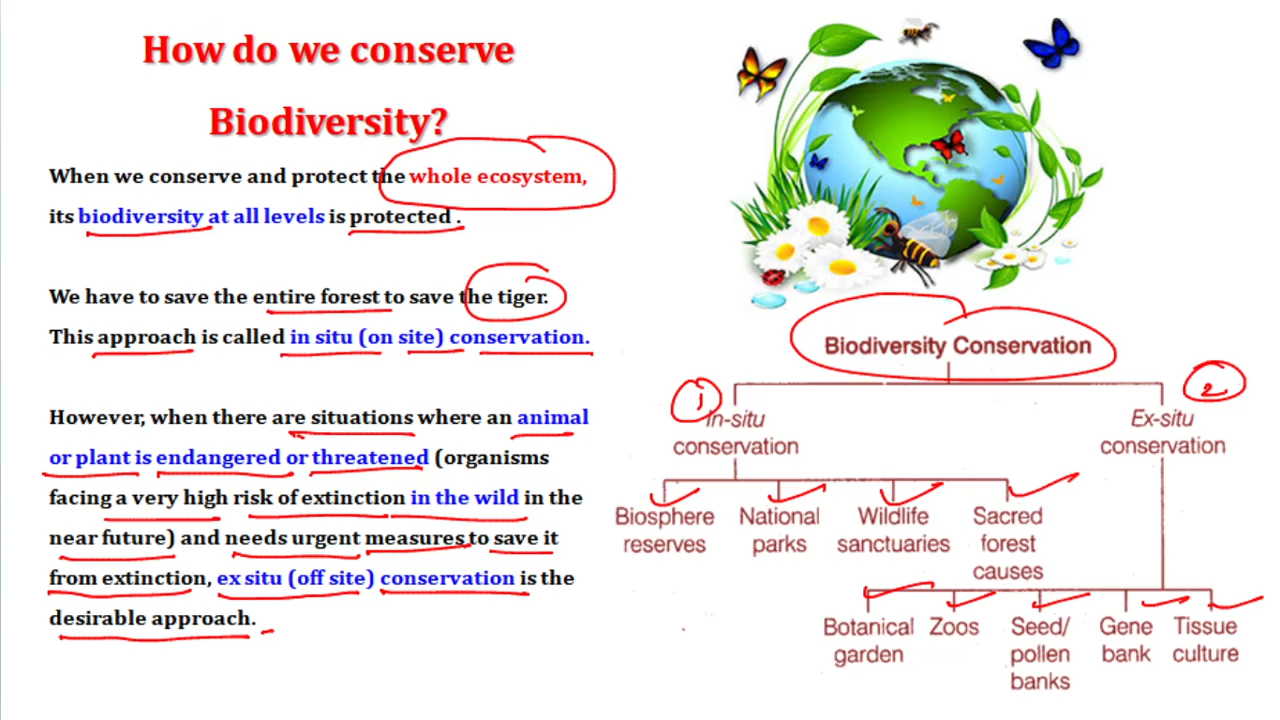 How do we conserve
Biodiversity?
When we conserve and protect the whole ecosystem,
its biodiversity at all levels is protected .
We have to save the entire forest to save the tiger.
This approach is called in situ (on site) conservation.
However, when there are situations where an animal
or plant is endangered or threatened (organisms
facing a very high risk of extinction in the wild in the
near future) and needs urgent measures to save it
from extinction, ex situ (off site) conservation is the
desirable approach.
Biodiversity Conservation
1
2
In-situ
conservation
Ex-situ
conservation
Biosphere
reserves
National
parks
Wildlife
sanctuaries
Sacred
forest
causes
Botanical
garden
Zoos
Seed/
pollen
banks
Gene
bank
Tissue
culture